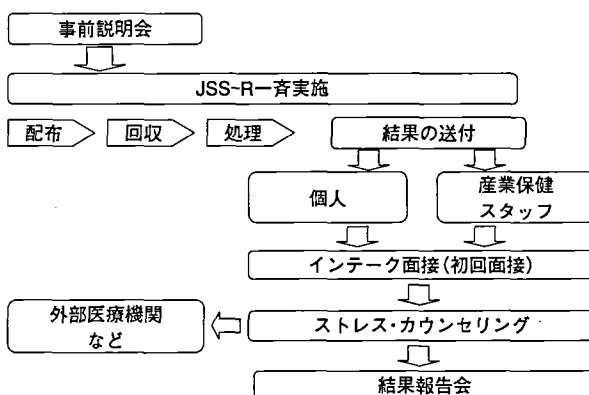 事前説明会
JSS~R一斉実施
配布
回収
処理
結果の送付
個人
産業保健
スタッフ
インテーク面接(初回面接)
外部医療機関
など
ストレス・カウンセリング
結果報告会